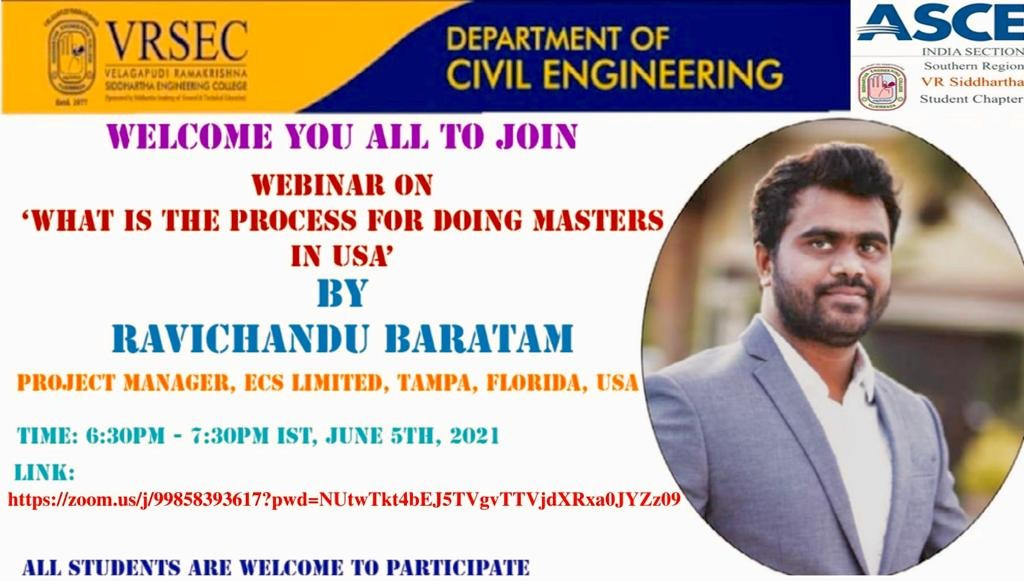 VRSEC
VELAGAPUDI RAMAKRISHNA
SIDDHARTHA ENGINEERING COLLEGE
Estd. 1977
DEPARTMENT OF
CIVIL ENGINEERING
ASCE
INDIA SECTION
Southern Region
VR Siddhartha
Student Chapter
WELCOME YOU ALL TO JOIN
WEBINAR ON
‘WHAT IS THE PROCESS FOR DOING MASTERS
IN USA’
BY
RAVICHANDU BARATAM
PROJECT MANAGER, ECS LIMITED, TAMPA, FLORIDA, USA
TIME: 6:30PM - 7:30PM IST, JUNE 5TH, 2021
LINK:
https://zoom.us/j/99858393617?pwd=NUtwTkt4bEJ5TVgvTTVjdXRxa0JYZz09
ALL STUDENTS ARE WELCOME TO PARTICIPATE